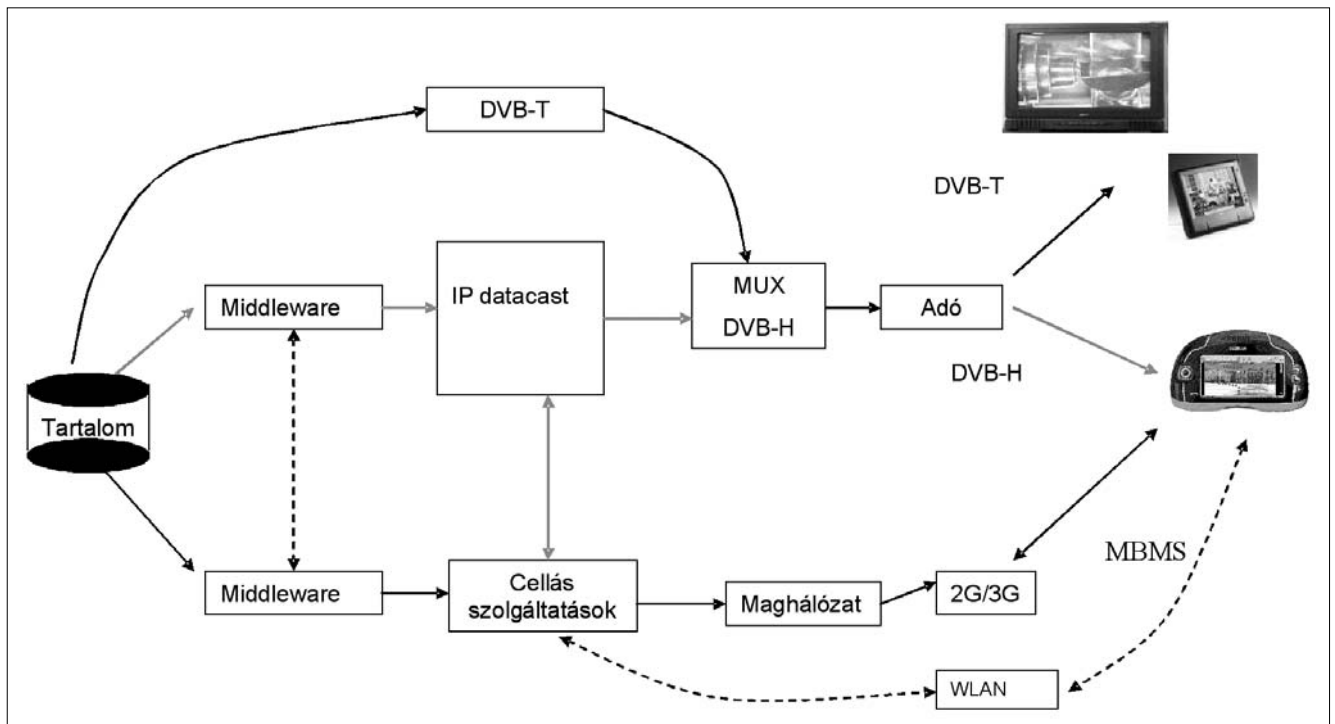 DVB-T
DVB-T
Middleware
IP datacast
MUX
DVB-H
Adó
DVB-H
Tartalom
MBMS
Middleware
Cellás
szolgáltatások
Maghálózat
2G/3G
WLAN